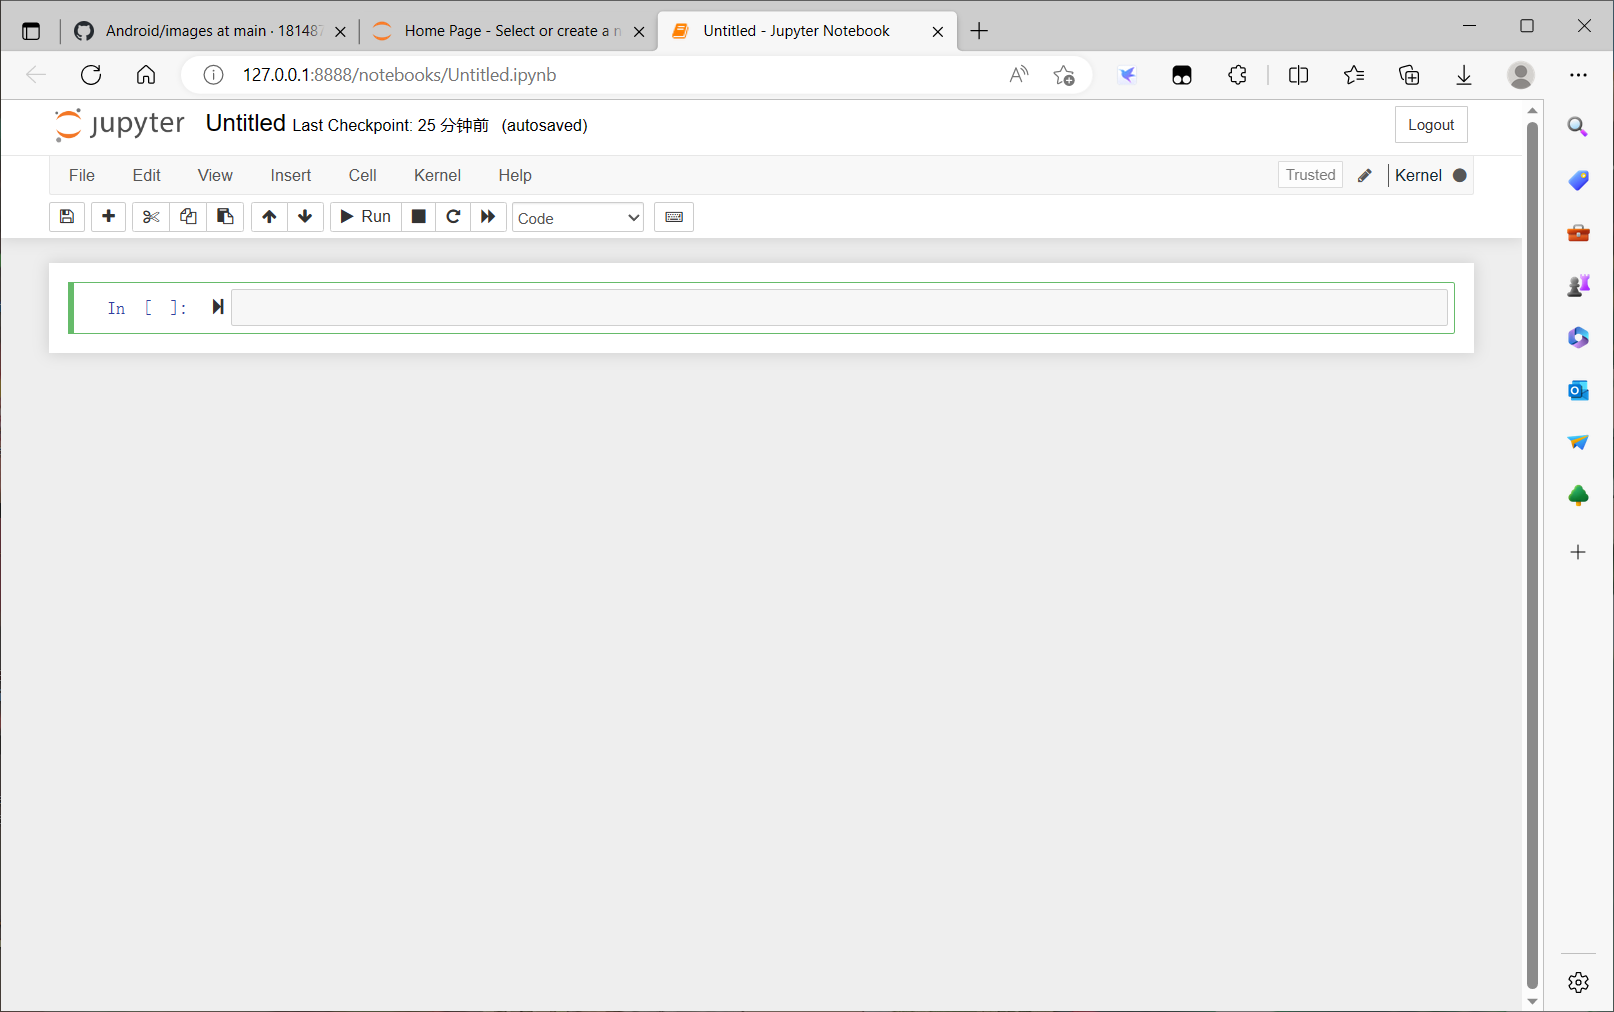 Android/images at main · 18148
Home Page - Select or create a n
Untitled - Jupyter Notebook
127.0.0.1:8888/notebooks/Untitled.ipynb
jupyter Untitled Last Checkpoint: 25 分钟前 (autosaved) Logout
File Edit View Insert Cell Kernel Help Trusted Kernel
Run Code
In [ ]: